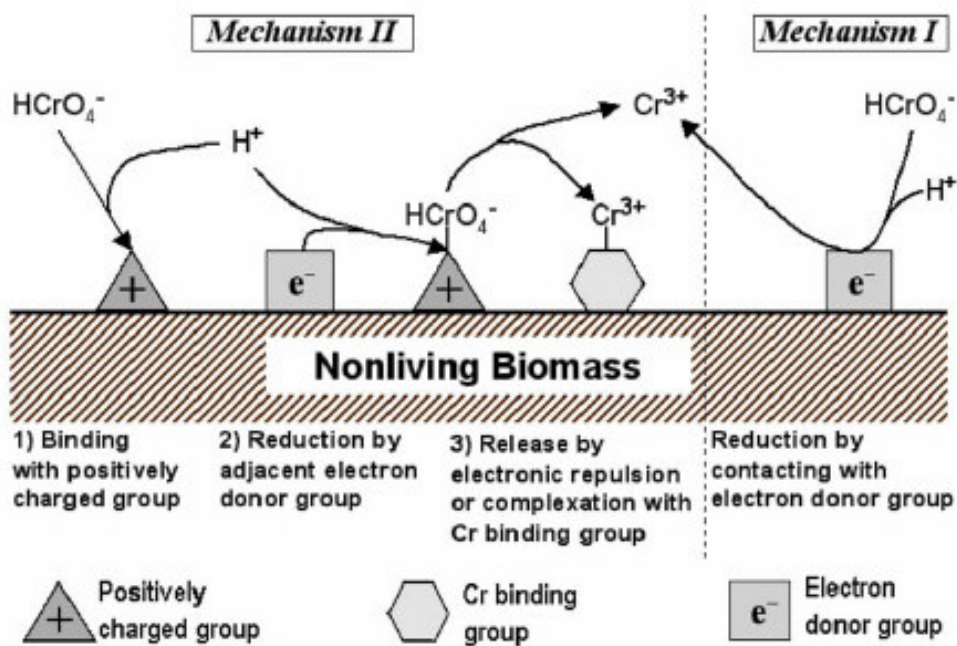 Mechanism II
Mechanism I
HCrO₄⁻
H⁺
HCrO₄⁻
Cr³⁺
Cr³⁺
HCrO₄⁻
H⁺
+
e⁻
+
e⁻
Nonliving Biomass
1) Binding
with positively
charged group
2) Reduction by
adjacent electron
donor group
3) Release by
electronic repulsion
or complexation with
Cr binding group
Reduction by
contacting with
electron donor group
+
Positively
charged group
Cr binding
group
e⁻
Electron
donor group